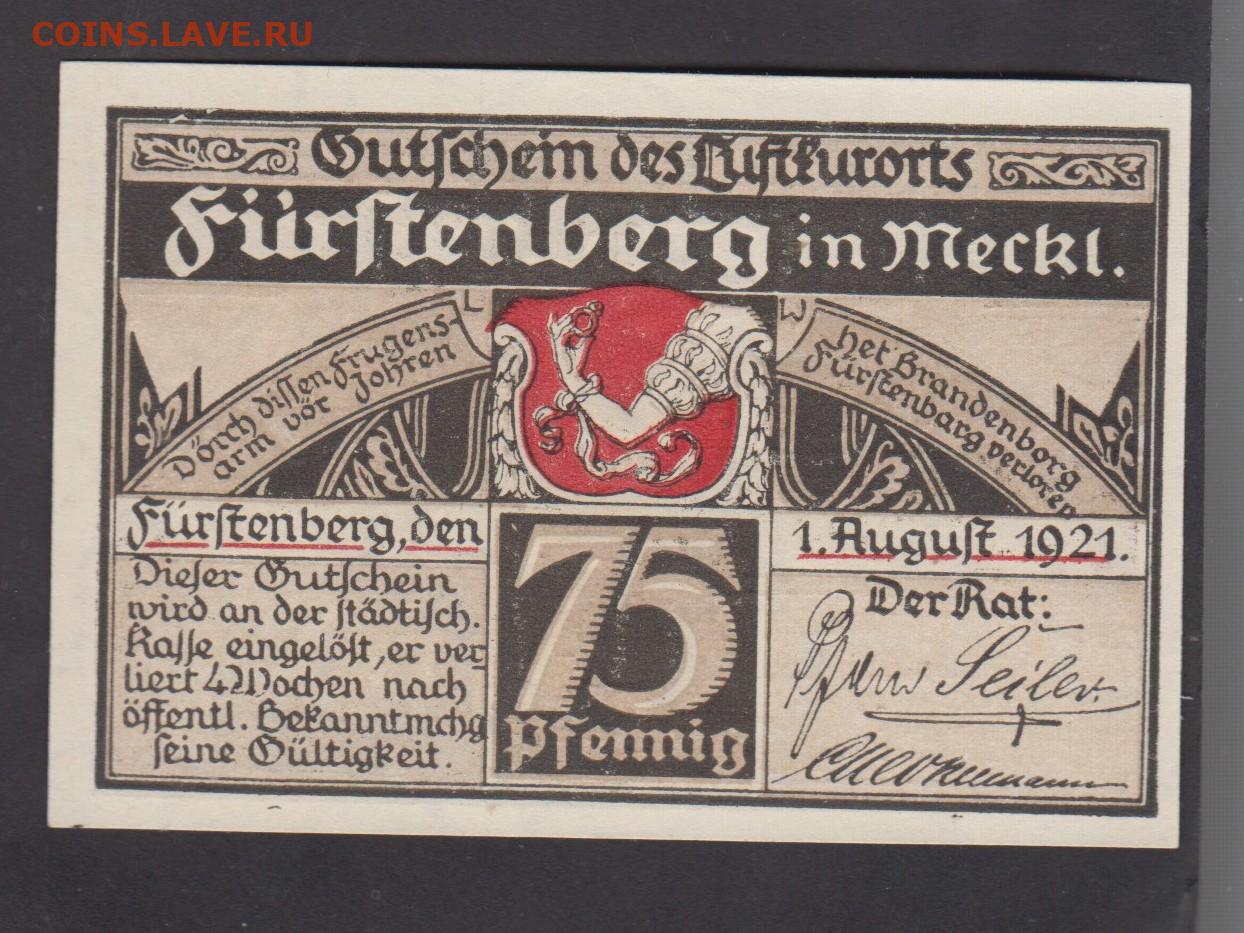 COINS.LAVE.RU
Gutschein des Luftkurorts
Fürstenberg in Meckl.
Dörch dissen Frugens-
arm vör Johren
het Brandenborg
Fürstenbarg verloren
Fürstenberg, den
1. August 1921.
Dieser Gutschein
wird an der städtisch.
Kasse eingelöst, er ver
liert 4 Wochen nach
öffentl. Bekanntmchg
seine Gültigkeit.
75
Pfennig
Der Rat:
Seiler